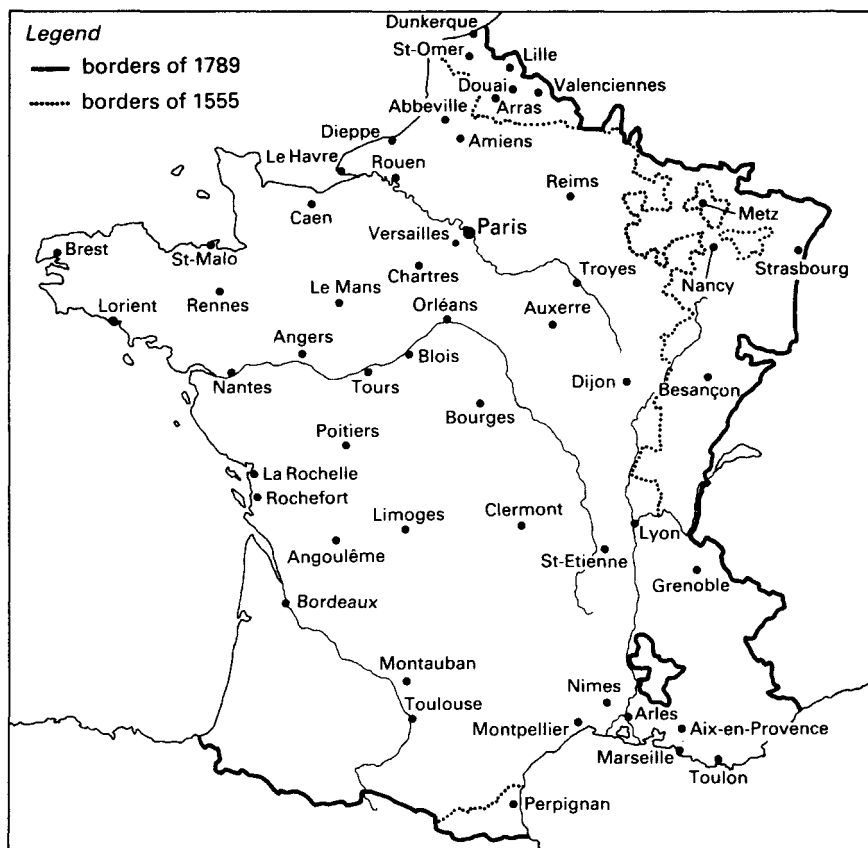 Legend
borders of 1789
borders of 1555
Dunkerque
St-Omer
Lille
Douai
Valenciennes
Arras
Abbeville
Amiens
Dieppe
Le Havre
Rouen
Reims
Metz
Caen
Paris
Versailles
Brest
St-Malo
Strasbourg
Chartres
Troyes
Nancy
Le Mans
Rennes
Orléans
Auxerre
Lorient
Angers
Blois
Nantes
Tours
Dijon
Besançon
Bourges
Poitiers
La Rochelle
Rochefort
Limoges
Clermont
Lyon
Angoulême
St-Etienne
Grenoble
Bordeaux
Montauban
Nimes
Toulouse
Arles
Montpellier
Aix-en-Provence
Marseille
Toulon
Perpignan